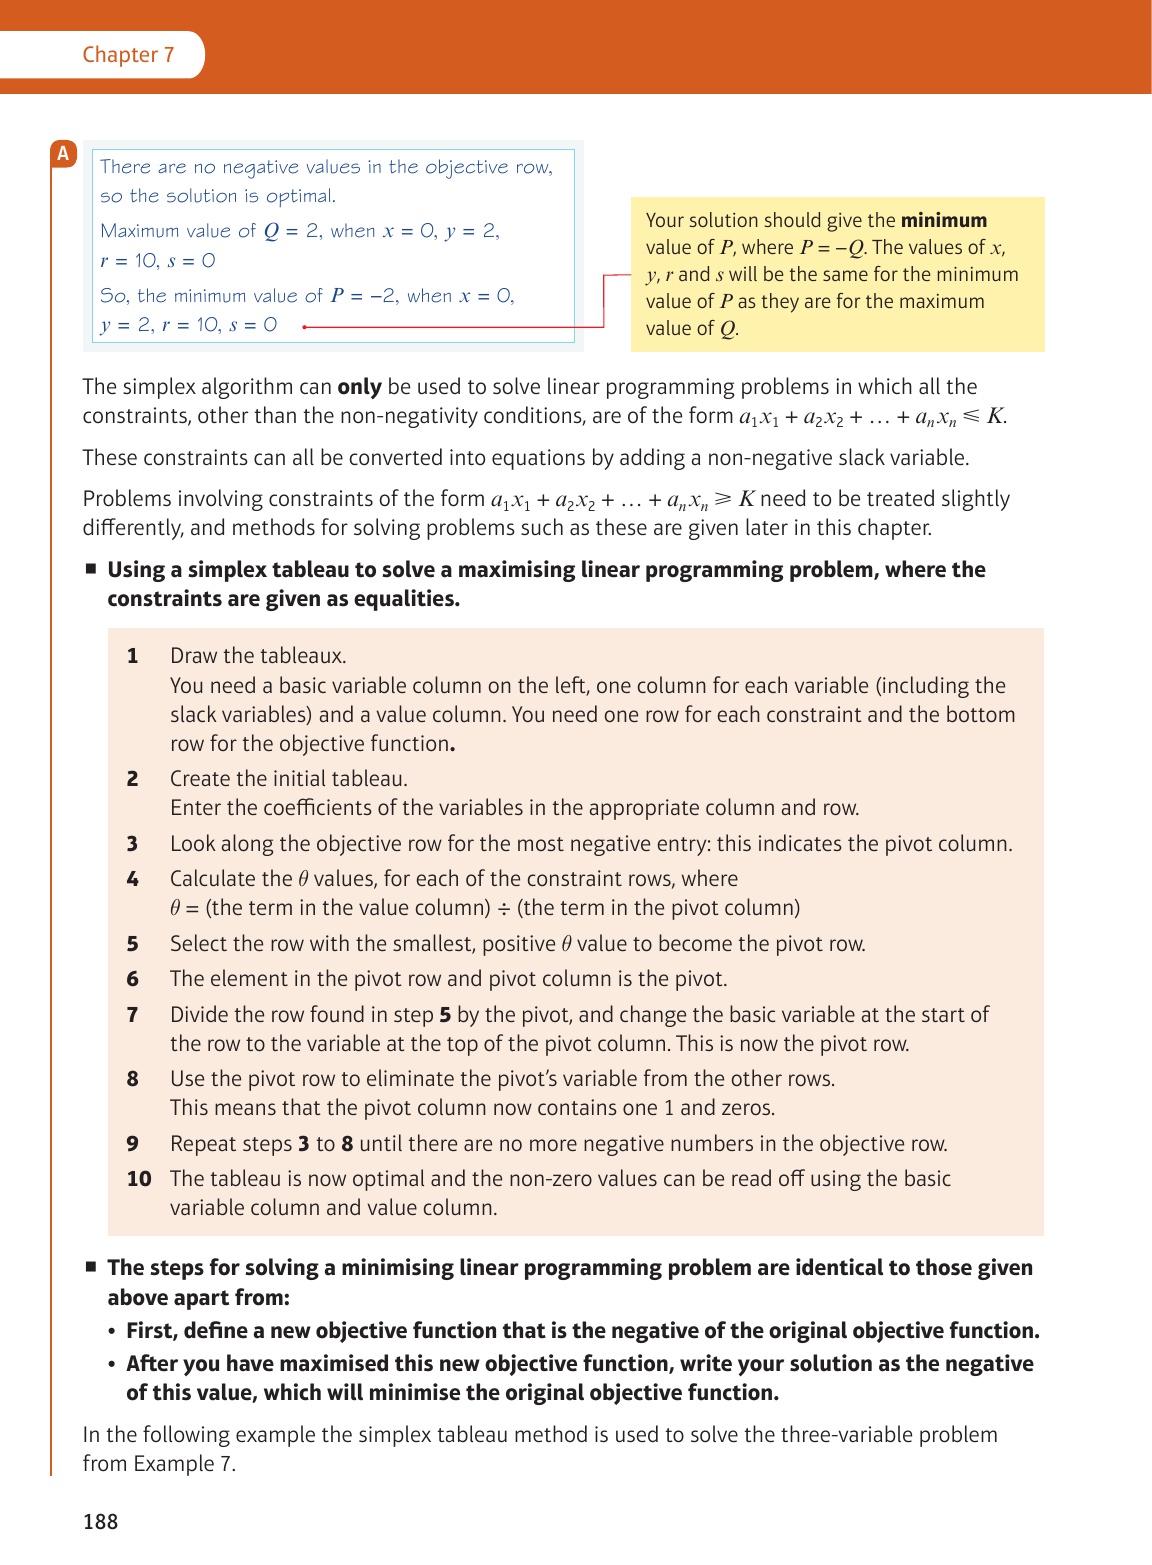 Chapter 7
A
There are no negative values in the objective row,
so the solution is optimal.
Maximum value of Q = 2, when x = 0, y = 2,
r = 10, s = 0
So, the minimum value of P = −2, when x = 0,
y = 2, r = 10, s = 0
Your solution should give the minimum
value of P, where P = −Q. The values of x,
y, r and s will be the same for the minimum
value of P as they are for the maximum
value of Q.
The simplex algorithm can only be used to solve linear programming problems in which all the
constraints, other than the non-negativity conditions, are of the form a₁x₁ + a₂x₂ + … + aₙxₙ ⩽ K.
These constraints can all be converted into equations by adding a non-negative slack variable.
Problems involving constraints of the form a₁x₁ + a₂x₂ + … + aₙxₙ ⩾ K need to be treated slightly
differently, and methods for solving problems such as these are given later in this chapter.
■ Using a simplex tableau to solve a maximising linear programming problem, where the
constraints are given as equalities.
1 Draw the tableaux.
You need a basic variable column on the left, one column for each variable (including the
slack variables) and a value column. You need one row for each constraint and the bottom
row for the objective function.
2 Create the initial tableau.
Enter the coefficients of the variables in the appropriate column and row.
3 Look along the objective row for the most negative entry: this indicates the pivot column.
4 Calculate the θ values, for each of the constraint rows, where
θ = (the term in the value column) ÷ (the term in the pivot column)
5 Select the row with the smallest, positive θ value to become the pivot row.
6 The element in the pivot row and pivot column is the pivot.
7 Divide the row found in step 5 by the pivot, and change the basic variable at the start of
the row to the variable at the top of the pivot column. This is now the pivot row.
8 Use the pivot row to eliminate the pivot's variable from the other rows.
This means that the pivot column now contains one 1 and zeros.
9 Repeat steps 3 to 8 until there are no more negative numbers in the objective row.
10 The tableau is now optimal and the non-zero values can be read off using the basic
variable column and value column.
■ The steps for solving a minimising linear programming problem are identical to those given
above apart from:
• First, define a new objective function that is the negative of the original objective function.
• After you have maximised this new objective function, write your solution as the negative
of this value, which will minimise the original objective function.
In the following example the simplex tableau method is used to solve the three-variable problem
from Example 7.
188